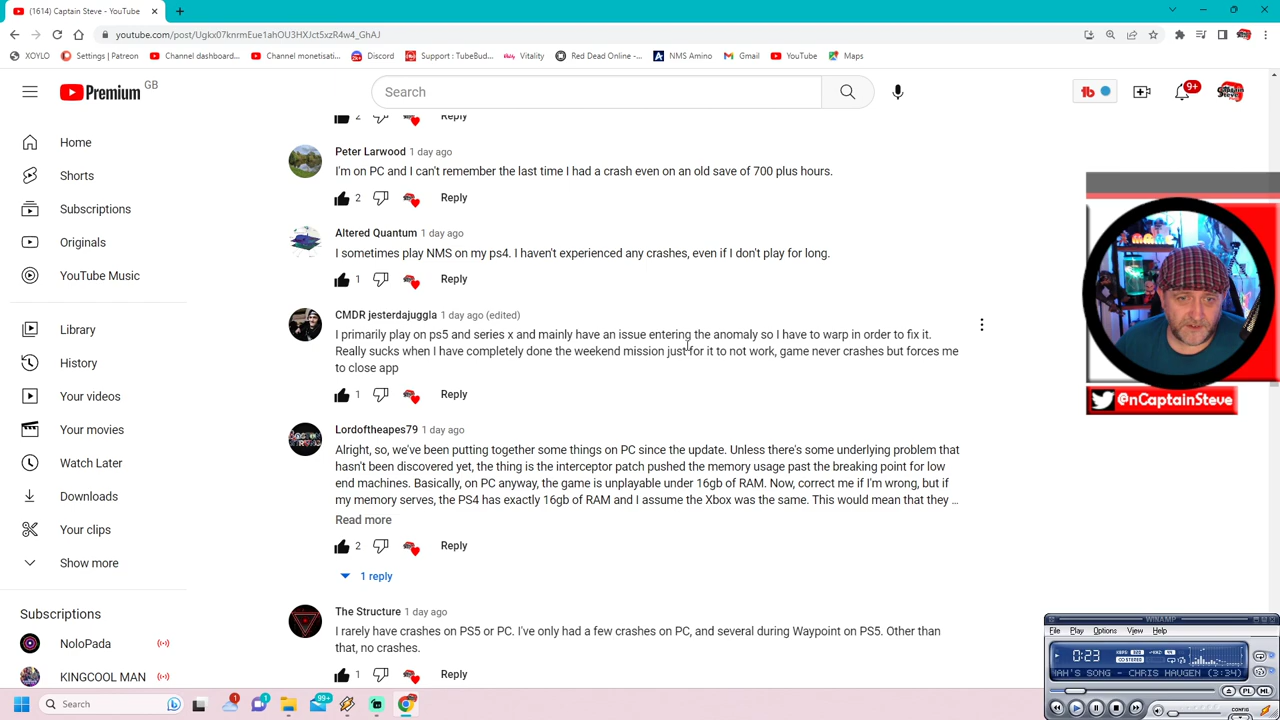 (1614) Captain Steve - YouTube
youtube.com/post/Ugkx07knrmEue1ahOU3HXJctSxzR4w4_GhAJ
XOYLO
Settings | Patreon
Channel dashboard...
Channel monetisati...
Discord
Support : TubeBud...
Vitality
Red Dead Online -...
NMS Amino
Gmail
YouTube
Maps
Premium GB
Search
9+
Home
Shorts
Subscriptions
Originals
YouTube Music
Library
History
Your videos
Your movies
Watch Later
Downloads
Your clips
Show more
Subscriptions
NoloPada
KINGCOOL MAN
2 Reply
Peter Larwood 1 day ago
I'm on PC and I can't remember the last time I had a crash even on an old save of 700 plus hours.
2 Reply
Altered Quantum 1 day ago
I sometimes play NMS on my ps4. I haven't experienced any crashes, even if I don't play for long.
1 Reply
CMDR jesterdajuggla 1 day ago (edited)
I primarily play on ps5 and series x and mainly have an issue entering the anomaly so I have to warp in order to fix it.
Really sucks when I have completely done the weekend mission just for it to not work, game never crashes but forces me
to close app
1 Reply
Lordoftheapes79 1 day ago
Alright, so, we've been putting together some things on PC since the update. Unless there's some underlying problem that
hasn't been discovered yet, the thing is the interceptor patch pushed the memory usage past the breaking point for low
end machines. Basically, on PC anyway, the game is unplayable under 16gb of RAM. Now, correct me if I'm wrong, but if
my memory serves, the PS4 has exactly 16gb of RAM and I assume the Xbox was the same. This would mean that they ...
Read more
2 Reply
1 reply
The Structure 1 day ago
I rarely have crashes on PS5 or PC. I've only had a few crashes on PC, and several during Waypoint on PS5. Other than
that, no crashes.
1 Reply
@nCaptainSteve
WINAMP
File Play Options View Help
0:23
AH'S SONG - CHRIS HAUGEN (3:34)
PL ML
CONFIG
Search
1
1
99+